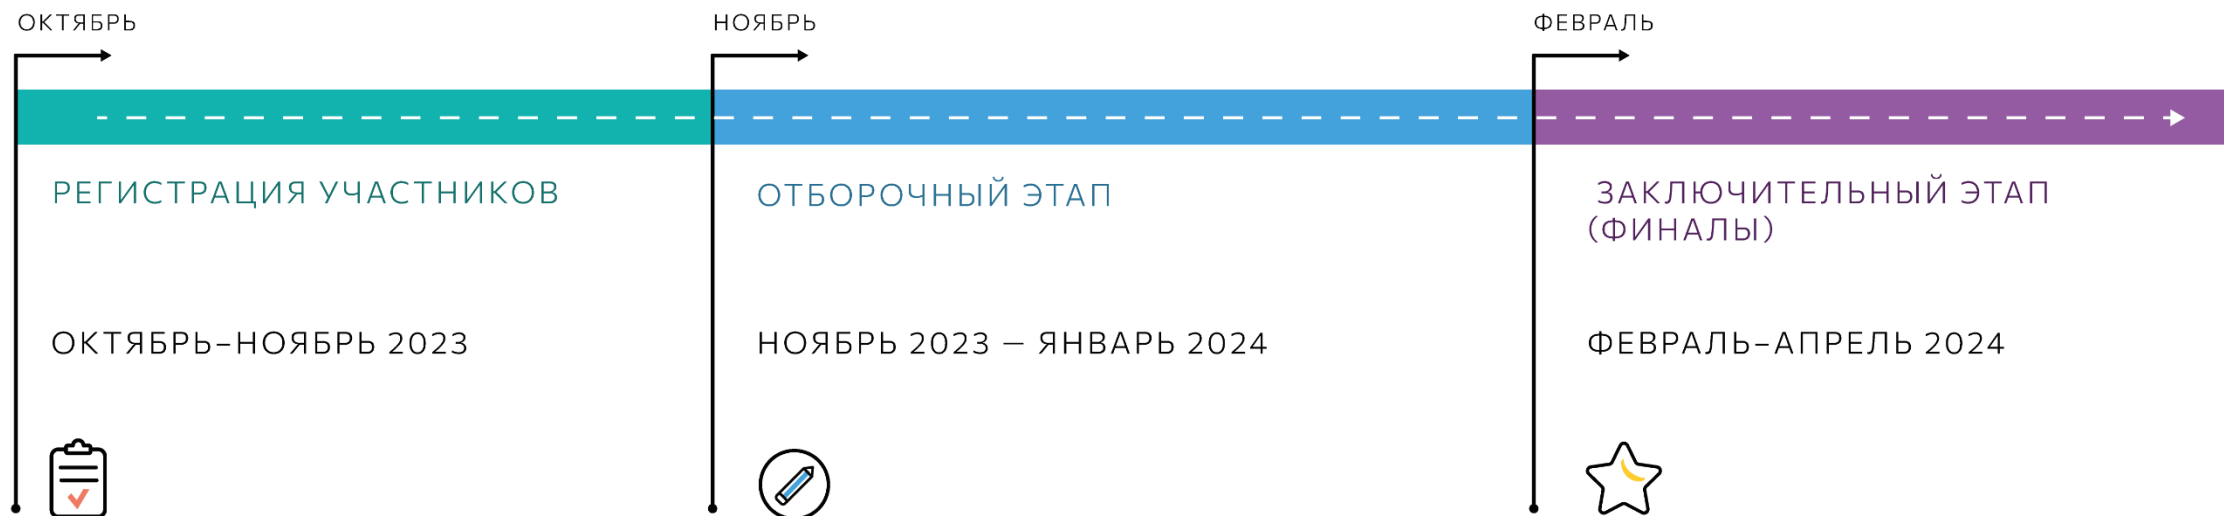 ОКТЯБРЬ
НОЯБРЬ
ФЕВРАЛЬ
РЕГИСТРАЦИЯ УЧАСТНИКОВ
ОТБОРОЧНЫЙ ЭТАП
ЗАКЛЮЧИТЕЛЬНЫЙ ЭТАП
(ФИНАЛЫ)
ОКТЯБРЬ–НОЯБРЬ 2023
НОЯБРЬ 2023 — ЯНВАРЬ 2024
ФЕВРАЛЬ–АПРЕЛЬ 2024